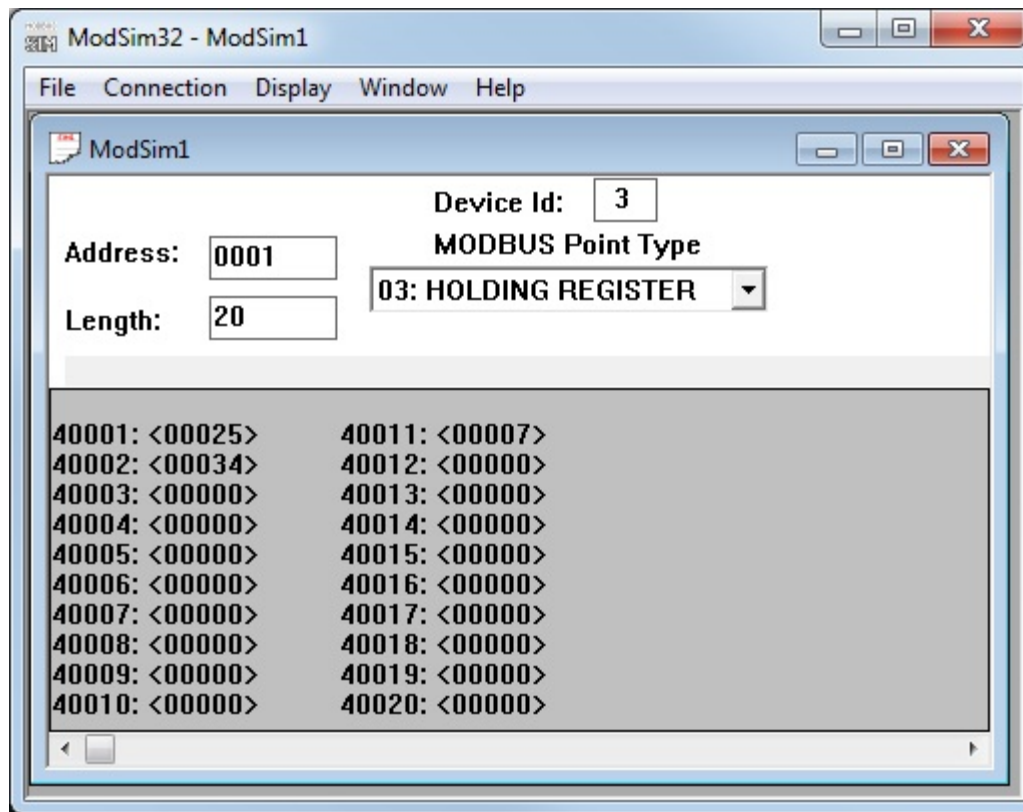 ModSim32 - ModSim1
File Connection Display Window Help
ModSim1
Device Id: 3
Address: 0001
MODBUS Point Type
03: HOLDING REGISTER
Length: 20
40001: <00025> 40011: <00007>
40002: <00034> 40012: <00000>
40003: <00000> 40013: <00000>
40004: <00000> 40014: <00000>
40005: <00000> 40015: <00000>
40006: <00000> 40016: <00000>
40007: <00000> 40017: <00000>
40008: <00000> 40018: <00000>
40009: <00000> 40019: <00000>
40010: <00000> 40020: <00000>